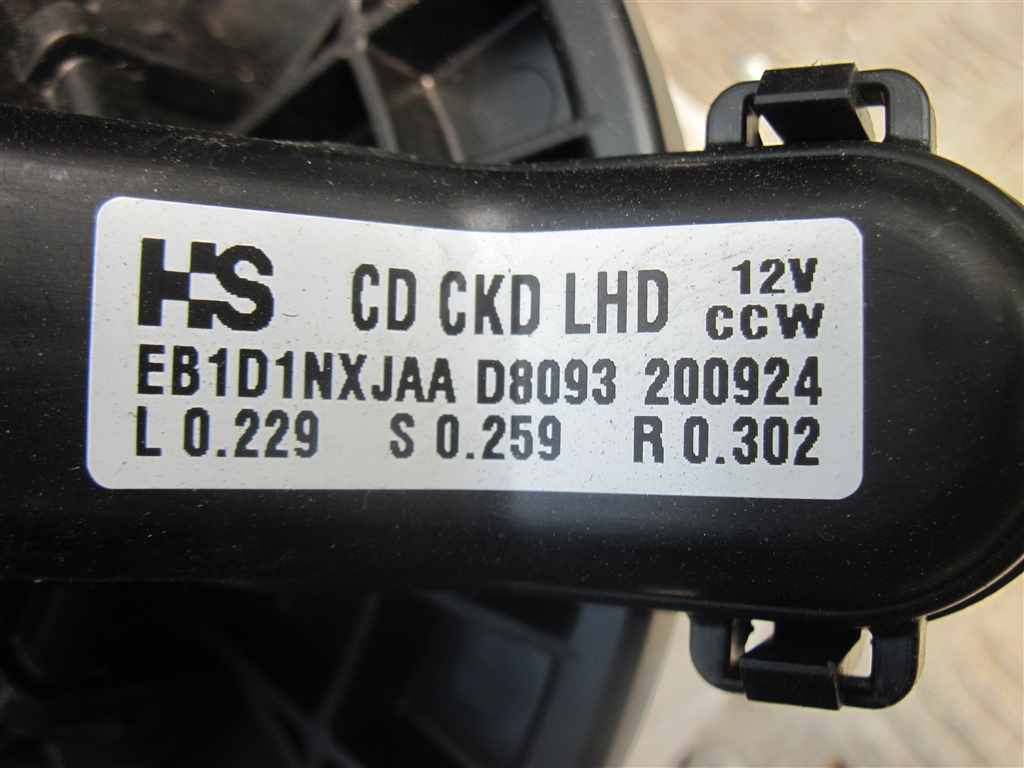 HS CD CKD LHD 12V
CCW
EB1D1NXJAA D8093 200924
L 0.229 S 0.259 R 0.302